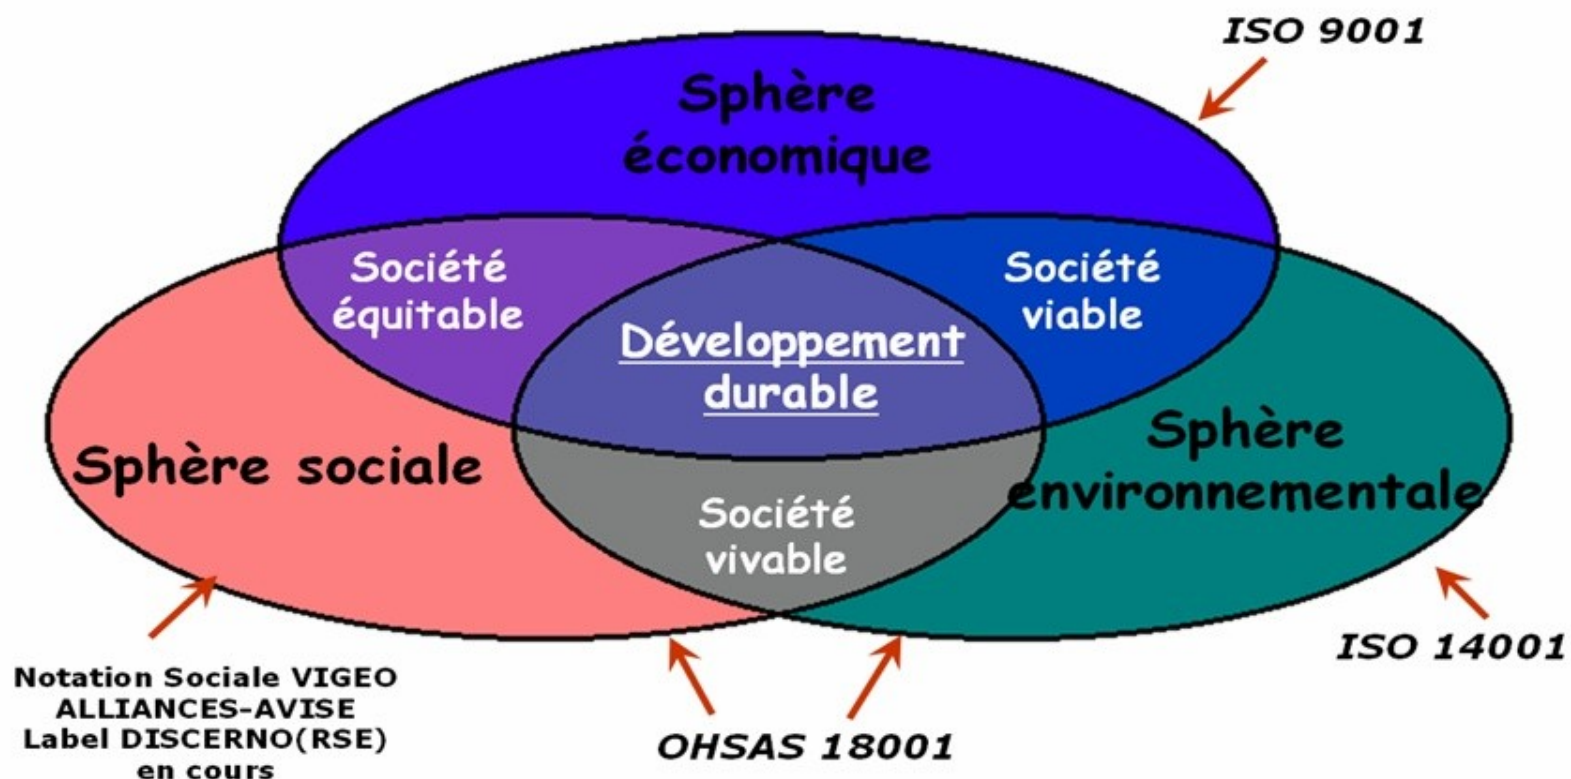 ISO 9001
Sphère
économique
Société
équitable
Société
viable
Développement
durable
Sphère sociale
Sphère
environnementale
Société
vivable
Notation Sociale VIGEO
ALLIANCES-AVISE
Label DISCERNO(RSE)
en cours
OHSAS 18001
ISO 14001